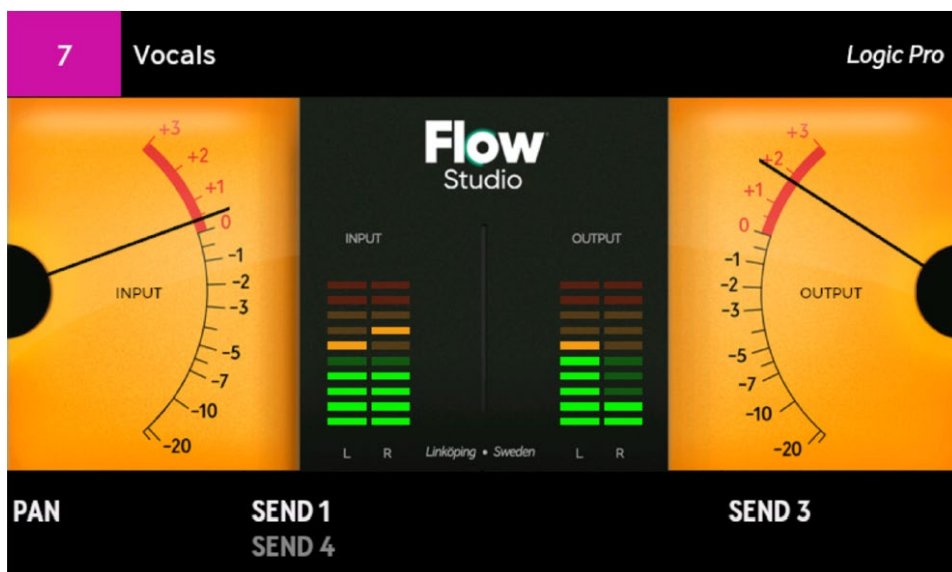 7 Vocals Logic Pro
+3
+2
+1
0
-1
-2
-3
-5
-7
-10
-20
INPUT
Flow
Studio
INPUT
OUTPUT
L R
Linköping • Sweden
L R
+3
+2
+1
0
-1
-2
-3
-5
-7
-10
-20
OUTPUT
PAN SEND 1 SEND 3
SEND 4